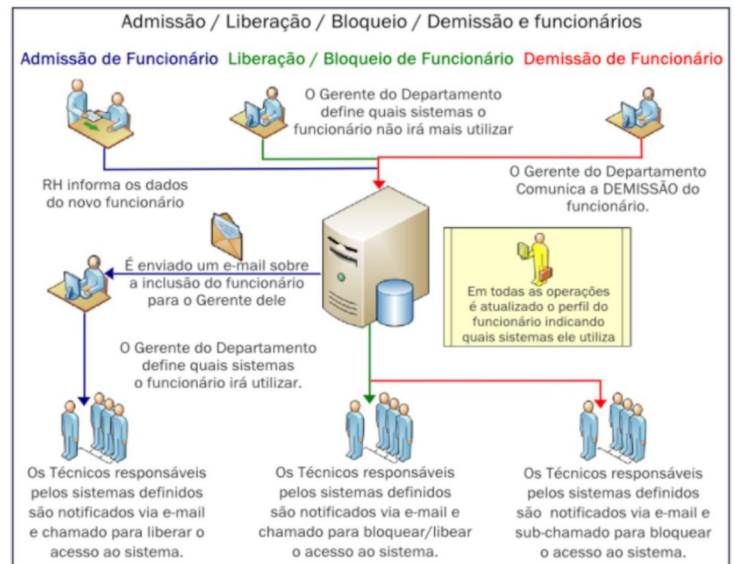 Admissão / Liberação / Bloqueio / Demissão e funcionários
Admissão de Funcionário
Liberação / Bloqueio de Funcionário
Demissão de Funcionário
O Gerente do Departamento
define quais sistemas o
funcionário não irá mais utilizar
RH informa os dados
do novo funcionário
O Gerente do Departamento
Comunica a DEMISSÃO do
funcionário.
É enviado um e-mail sobre
a inclusão do funcionário
para o Gerente dele
Em todas as operações
é atualizado o perfil do
funcionário indicando
quais sistemas ele utiliza
O Gerente do Departamento
define quais sistemas
o funcionário irá utilizar.
Os Técnicos responsáveis
pelos sistemas definidos
são notificados via e-mail
e chamado para liberar o
acesso ao sistema.
Os Técnicos responsáveis
pelos sistemas definidos
são notificados via e-mail e
chamado para bloquear/libear
o acesso ao sistema.
Os Técnicos responsáveis
pelos sistemas definidos
são notificados via e-mail e
sub-chamado para bloquear
o acesso ao sistema.